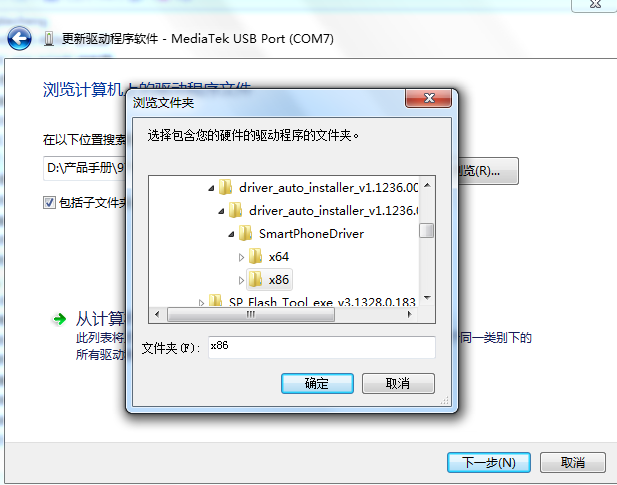 更新驱动程序软件 - MediaTek USB Port (COM7)
浏览计算机上的驱动程序文件
浏览文件夹
选择包含您的硬件的驱动程序的文件夹。
在以下位置搜索
D:\产品手册\9
浏览(R)...
包括子文件夹
driver_auto_installer_v1.1236.00
driver_auto_installer_v1.1236.0
SmartPhoneDriver
x64
x86
SP_Flash_Tool_exe_v3.1328.0.183
从计算机
此列表将
同一类别下的
所有驱动
文件夹(F):
x86
确定
取消
下一步(N)
取消